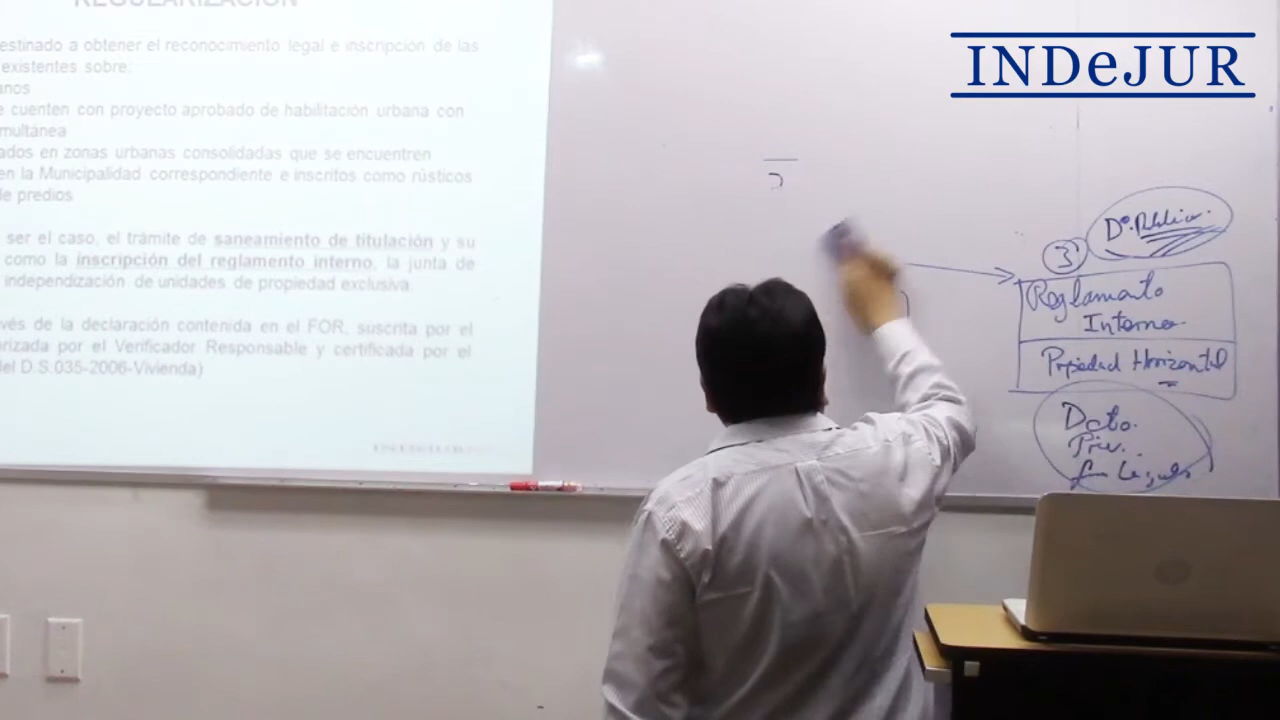 REGULARIZACIÓN
INDeJUR
estinado a obtener el reconocimiento legal e inscripción de las
existentes sobre:
anos
e cuenten con proyecto aprobado de habilitación urbana con
multánea
ados en zonas urbanas consolidadas que se encuentren
en la Municipalidad correspondiente e inscritos como rústicos
de predios
ser el caso, el trámite de saneamiento de titulación y su
como la inscripción del reglamento interno, la junta de
independización de unidades de propiedad exclusiva.
vés de la declaración contenida en el FOR, suscrita por el
rizada por el Verificador Responsable y certificada por el
del D.S.035-2006-Vivienda)
3
Reglamento
Interno
Propiedad Horizontal
Dcto.
Priv.